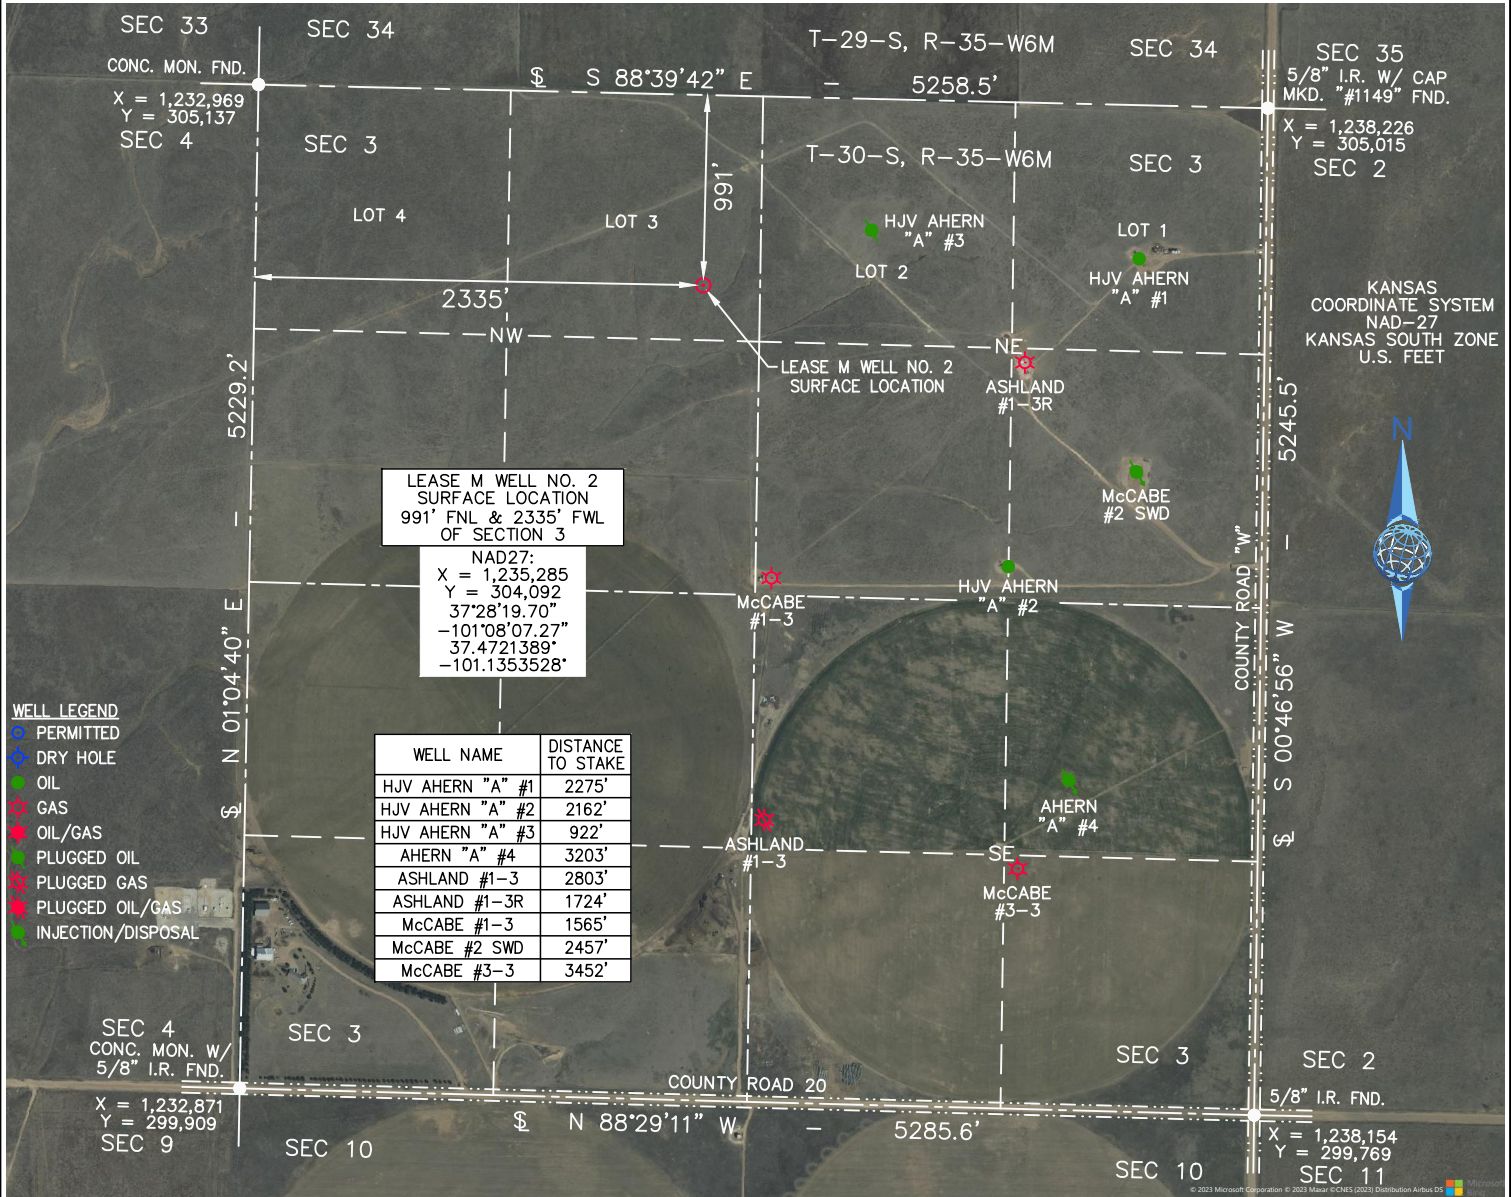 SEC 33
SEC 34
T-29-S, R-35-W6M
SEC 34
SEC 35
CONC. MON. FND.
X = 1,232,969
Y = 305,137
SEC 4
SEC 3
℄ S 88°39'42" E — 5258.5'
5/8" I.R. W/ CAP
MKD. "#1149" FND.
X = 1,238,226
Y = 305,015
SEC 2
T-30-S, R-35-W6M
SEC 3
991'
LOT 4
LOT 3
HJV AHERN
"A" #3
LOT 2
LOT 1
HJV AHERN
"A" #1
2335'
NW
NE
KANSAS
COORDINATE SYSTEM
NAD-27
KANSAS SOUTH ZONE
U.S. FEET
LEASE M WELL NO. 2
SURFACE LOCATION
ASHLAND
#1-3R
℄ N 01°04'40" E — 5229.2'
℄ S 00°46'56" W — 5245.5'
N
LEASE M WELL NO. 2
SURFACE LOCATION
991' FNL & 2335' FWL
OF SECTION 3
NAD27:
X = 1,235,285
Y = 304,092
37°28'19.70"
-101°08'07.27"
37.4721389°
-101.1353528°
McCABE
#2 SWD
McCABE
#1-3
HJV AHERN
"A" #2
COUNTY ROAD "W"
WELL LEGEND
PERMITTED
DRY HOLE
OIL
GAS
OIL/GAS
PLUGGED OIL
PLUGGED GAS
PLUGGED OIL/GAS
INJECTION/DISPOSAL
WELL NAME DISTANCE TO STAKE
HJV AHERN "A" #1 2275'
HJV AHERN "A" #2 2162'
HJV AHERN "A" #3 922'
AHERN "A" #4 3203'
ASHLAND #1-3 2803'
ASHLAND #1-3R 1724'
McCABE #1-3 1565'
McCABE #2 SWD 2457'
McCABE #3-3 3452'
ASHLAND
#1-3
AHERN
"A" #4
SE
McCABE
#3-3
SEC 4
CONC. MON. W/
5/8" I.R. FND.
SEC 3
X = 1,232,871
Y = 299,909
SEC 9
SEC 10
COUNTY ROAD 20
℄ N 88°29'11" W — 5285.6'
SEC 3
SEC 2
5/8" I.R. FND.
X = 1,238,154
Y = 299,769
SEC 10
SEC 11
© 2023 Microsoft Corporation © 2023 Maxar ©CNES (2023) Distribution Airbus DS
Microsoft